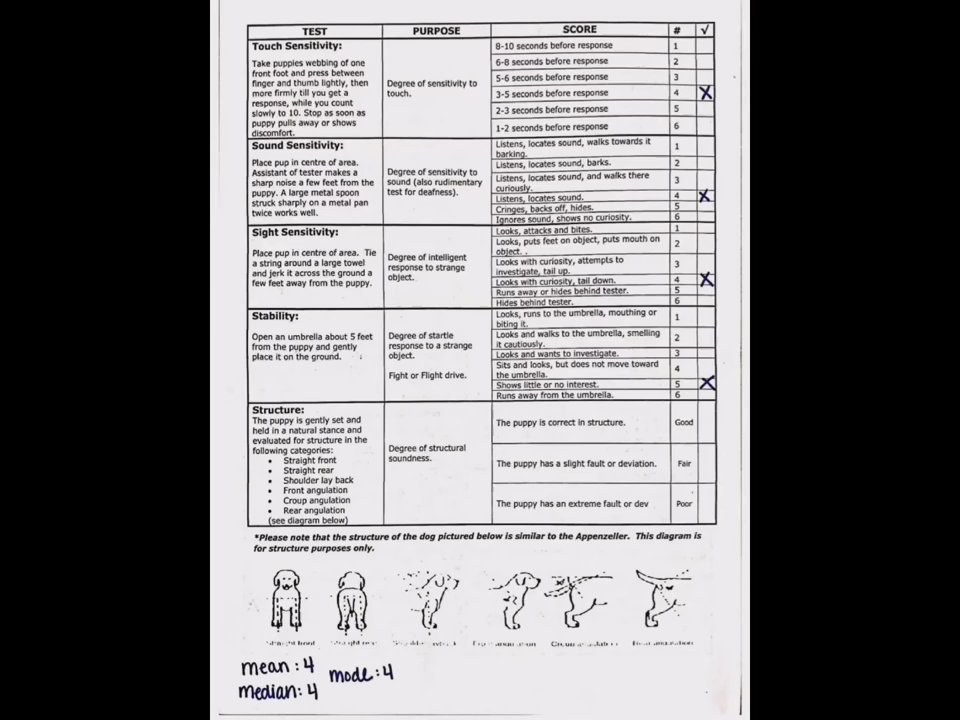 TEST PURPOSE SCORE # √
Touch Sensitivity:
Take puppies webbing of one
front foot and press between
finger and thumb lightly, then
more firmly till you get a
response, while you count
slowly to 10. Stop as soon as
puppy pulls away or shows
discomfort.
Degree of sensitivity to
touch.
8-10 seconds before response 1
6-8 seconds before response 2
5-6 seconds before response 3
3-5 seconds before response 4 X
2-3 seconds before response 5
1-2 seconds before response 6
Sound Sensitivity:
Place pup in centre of area.
Assistant of tester makes a
sharp noise a few feet from the
puppy. A large metal spoon
struck sharply on a metal pan
twice works well.
Degree of sensitivity to
sound (also rudimentary
test for deafness).
Listens, locates sound, walks towards it
barking. 1
Listens, locates sound, barks. 2
Listens, locates sound, and walks there
curiously. 3
Listens, locates sound. 4 X
Cringes, backs off, hides. 5
Ignores sound, shows no curiosity. 6
Sight Sensitivity:
Place pup in centre of area. Tie
a string around a large towel
and jerk it across the ground a
few feet away from the puppy.
Degree of intelligent
response to strange
object.
Looks, attacks and bites. 1
Looks, puts feet on object, puts mouth on
object. . 2
Looks with curiosity, attempts to
investigate, tail up. 3
Looks with curiosity, tail down. 4 X
Runs away or hides behind tester. 5
Hides behind tester. 6
Stability:
Open an umbrella about 5 feet
from the puppy and gently
place it on the ground.
Degree of startle
response to a strange
object.
Fight or Flight drive.
Looks, runs to the umbrella, mouthing or
biting it. 1
Looks and walks to the umbrella, smelling
it cautiously. 2
Looks and wants to investigate. 3
Sits and looks, but does not move toward
the umbrella. 4
Shows little or no interest. 5 X
Runs away from the umbrella. 6
Structure:
The puppy is gently set and
held in a natural stance and
evaluated for structure in the
following categories:
• Straight front
• Straight rear
• Shoulder lay back
• Front angulation
• Croup angulation
• Rear angulation
(see diagram below)
Degree of structural
soundness.
The puppy is correct in structure. Good
The puppy has a slight fault or deviation. Fair
The puppy has an extreme fault or dev Poor
*Please note that the structure of the dog pictured below is similar to the Appenzeller. This diagram is
for structure purposes only.
mean: 4
mode: 4
median: 4